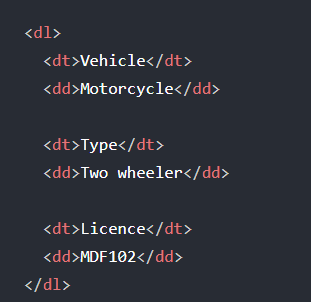 <dl>
<dt>Vehicle</dt>
<dd>Motorcycle</dd>
<dt>Type</dt>
<dd>Two wheeler</dd>
<dt>Licence</dt>
<dd>MDF102</dd>
</dl>